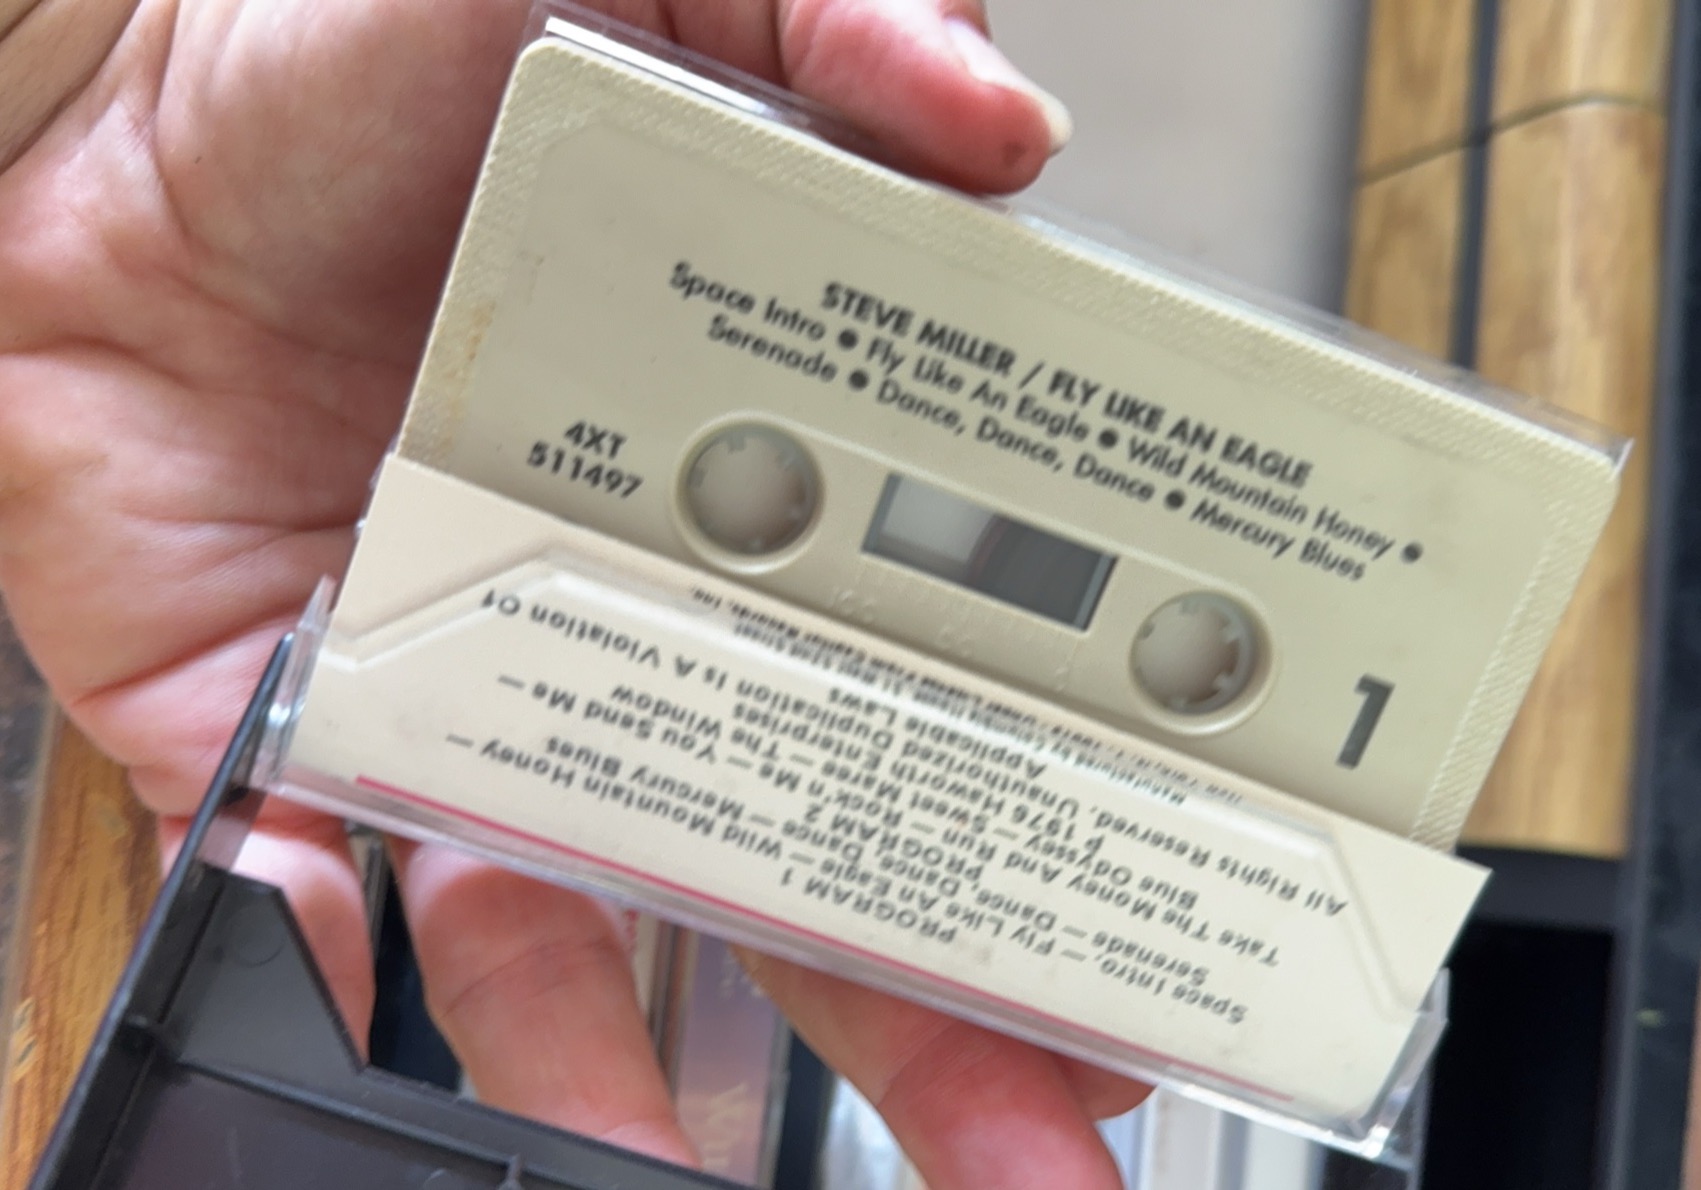 STEVE MILLER / FLY LIKE AN EAGLE
Space Intro ● Fly Like An Eagle ● Wild Mountain Honey ●
Serenade ● Dance, Dance, Dance ● Mercury Blues
4XT
511497
1
PROGRAM 1
Space Intro, — Fly Like An Eagle — Wild Mountain Honey —
Serenade — Dance, Dance, Dance — Mercury Blues
PROGRAM 2
Take The Money And Run — Rock'n Me — You Send Me —
Blue Odyssey — Sweet Maree — The Window
P 1976 Haworth Enterprises
All Rights Reserved. Unauthorized Duplication Is A Violation Of
Applicable Laws